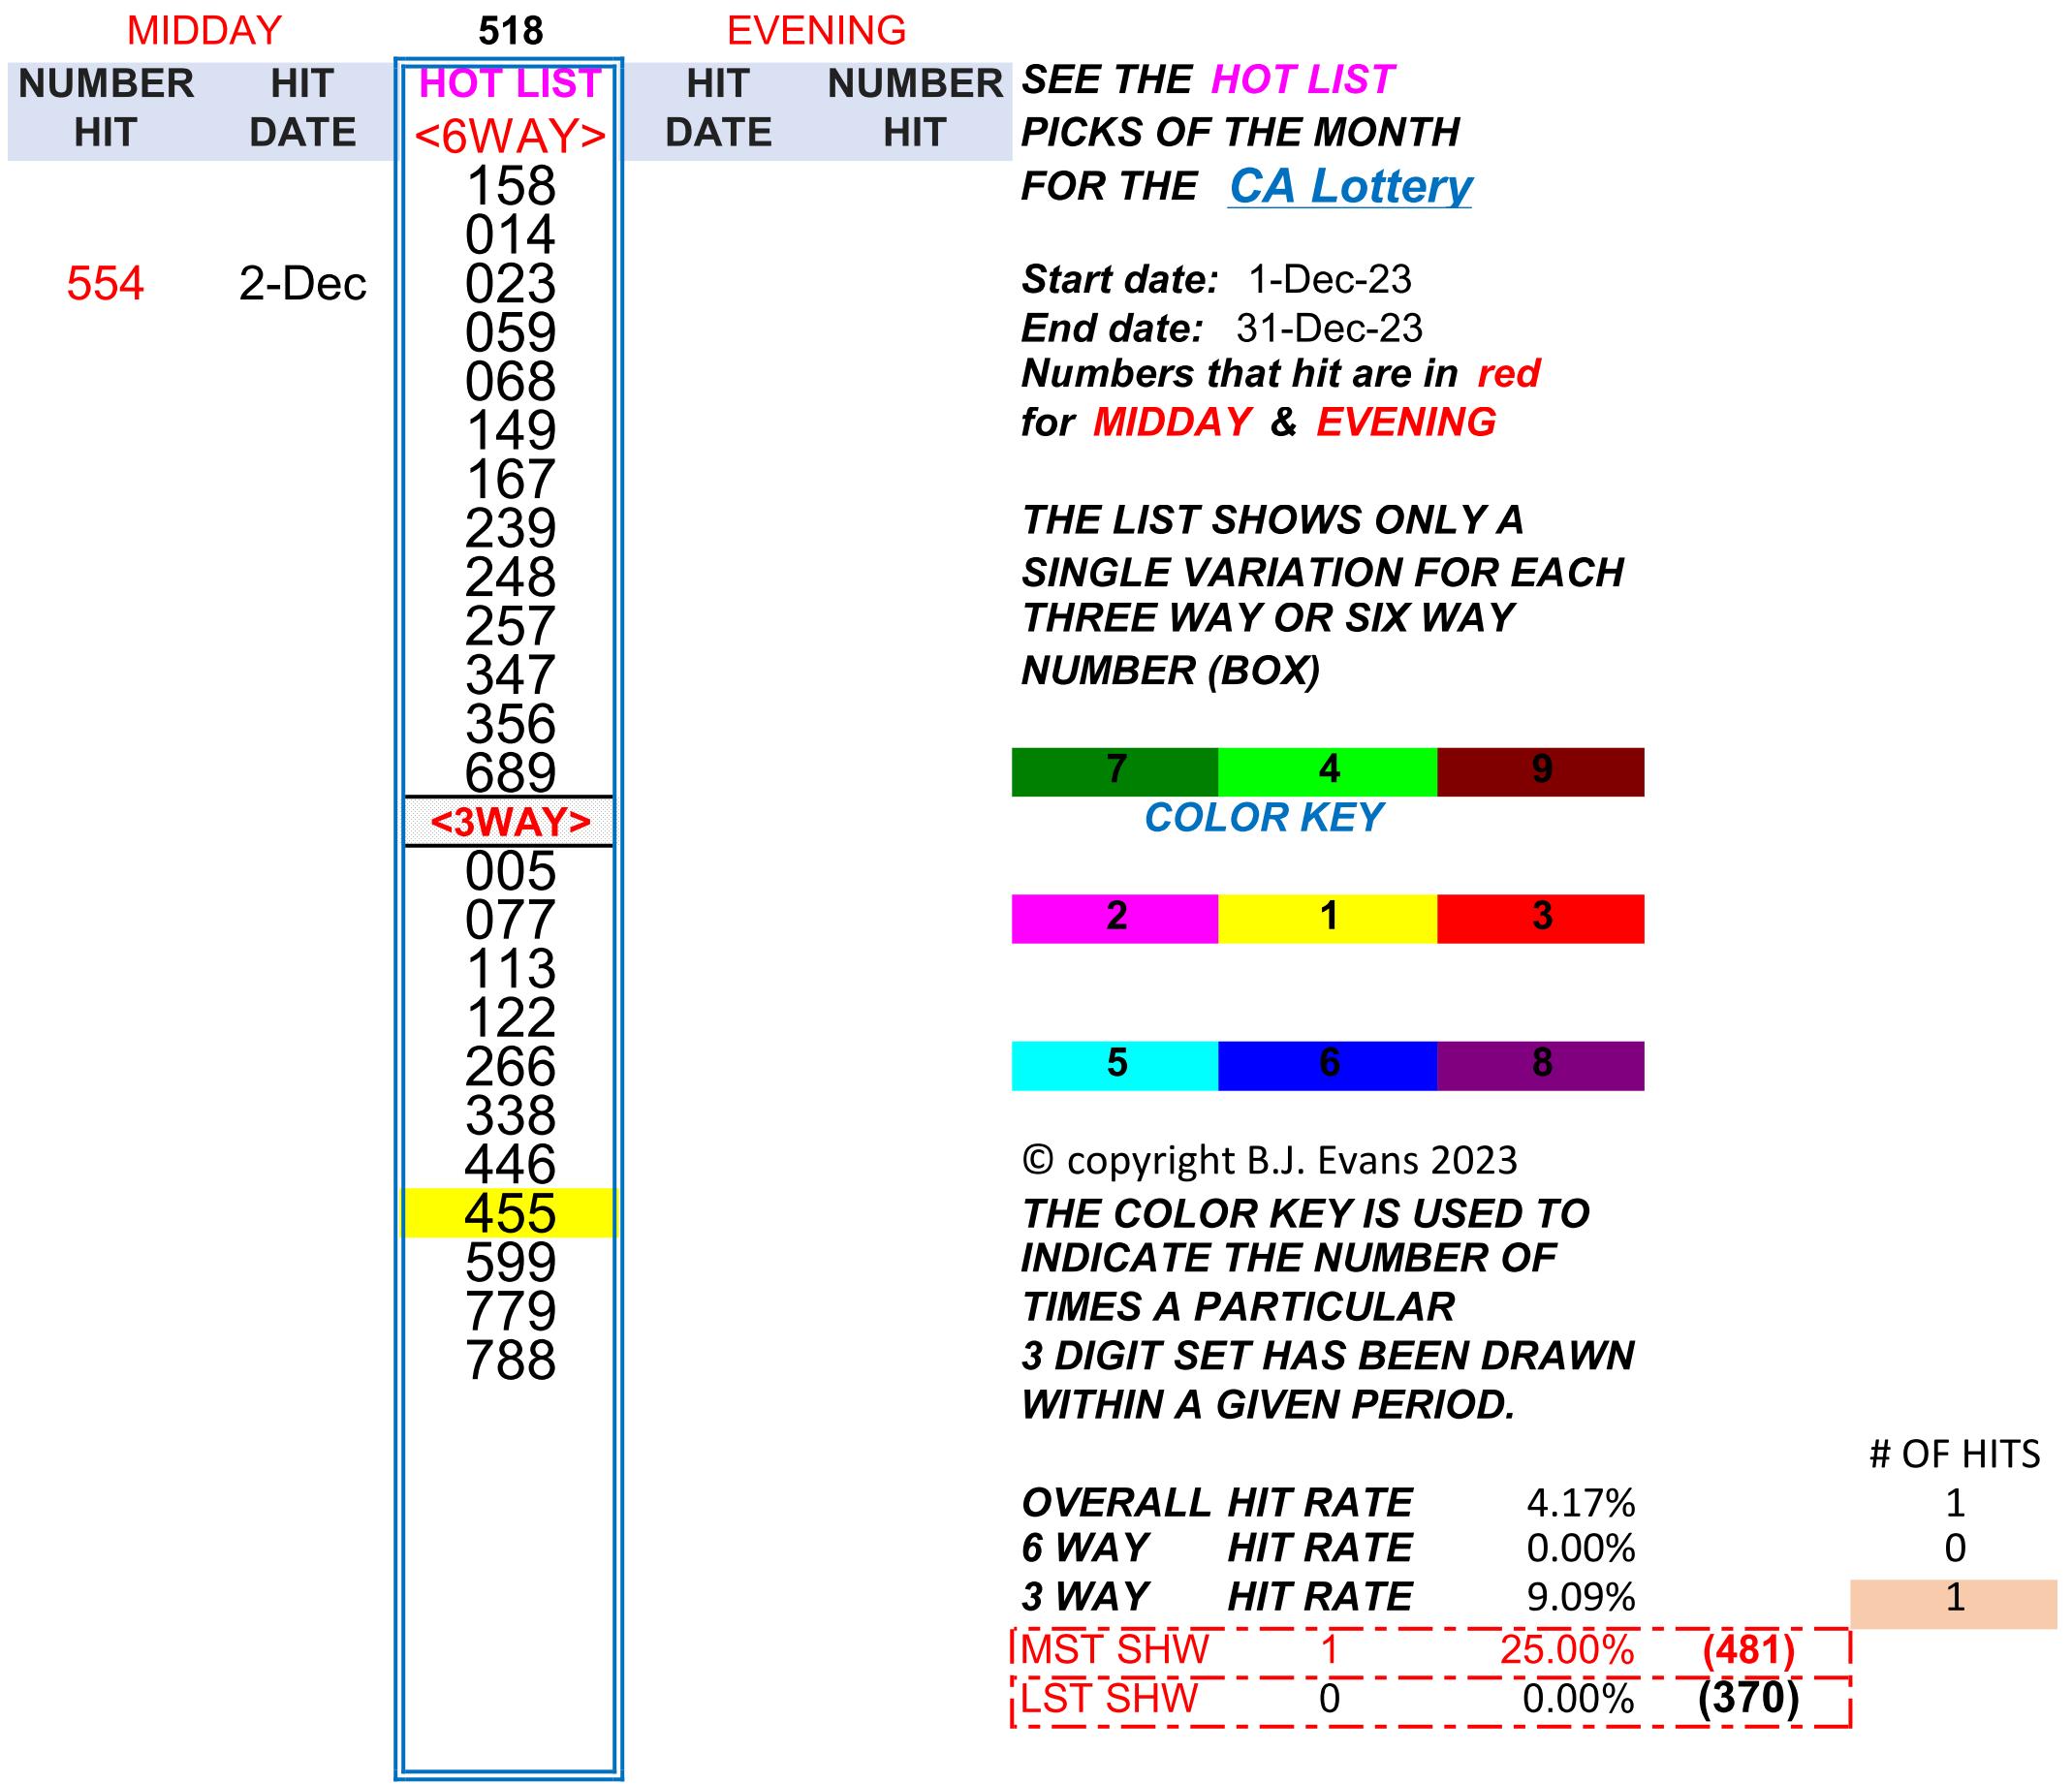 MIDDAY 518 EVENING
NUMBER HIT HOT LIST HIT NUMBER SEE THE HOT LIST
HIT DATE <6WAY> DATE HIT PICKS OF THE MONTH
158 FOR THE CA Lottery
014
554 2-Dec 023 Start date: 1-Dec-23
059 End date: 31-Dec-23
068 Numbers that hit are in red
149 for MIDDAY & EVENING
167
239 THE LIST SHOWS ONLY A
248 SINGLE VARIATION FOR EACH
257 THREE WAY OR SIX WAY
347 NUMBER (BOX)
356
689 7 4 9
<3WAY> COLOR KEY
005
077 2 1 3
113
122
266 5 6 8
338
446 © copyright B.J. Evans 2023
455 THE COLOR KEY IS USED TO
599 INDICATE THE NUMBER OF
779 TIMES A PARTICULAR
788 3 DIGIT SET HAS BEEN DRAWN
WITHIN A GIVEN PERIOD.
# OF HITS
OVERALL HIT RATE 4.17% 1
6 WAY HIT RATE 0.00% 0
3 WAY HIT RATE 9.09% 1
MST SHW 1 25.00% (481)
LST SHW 0 0.00% (370)